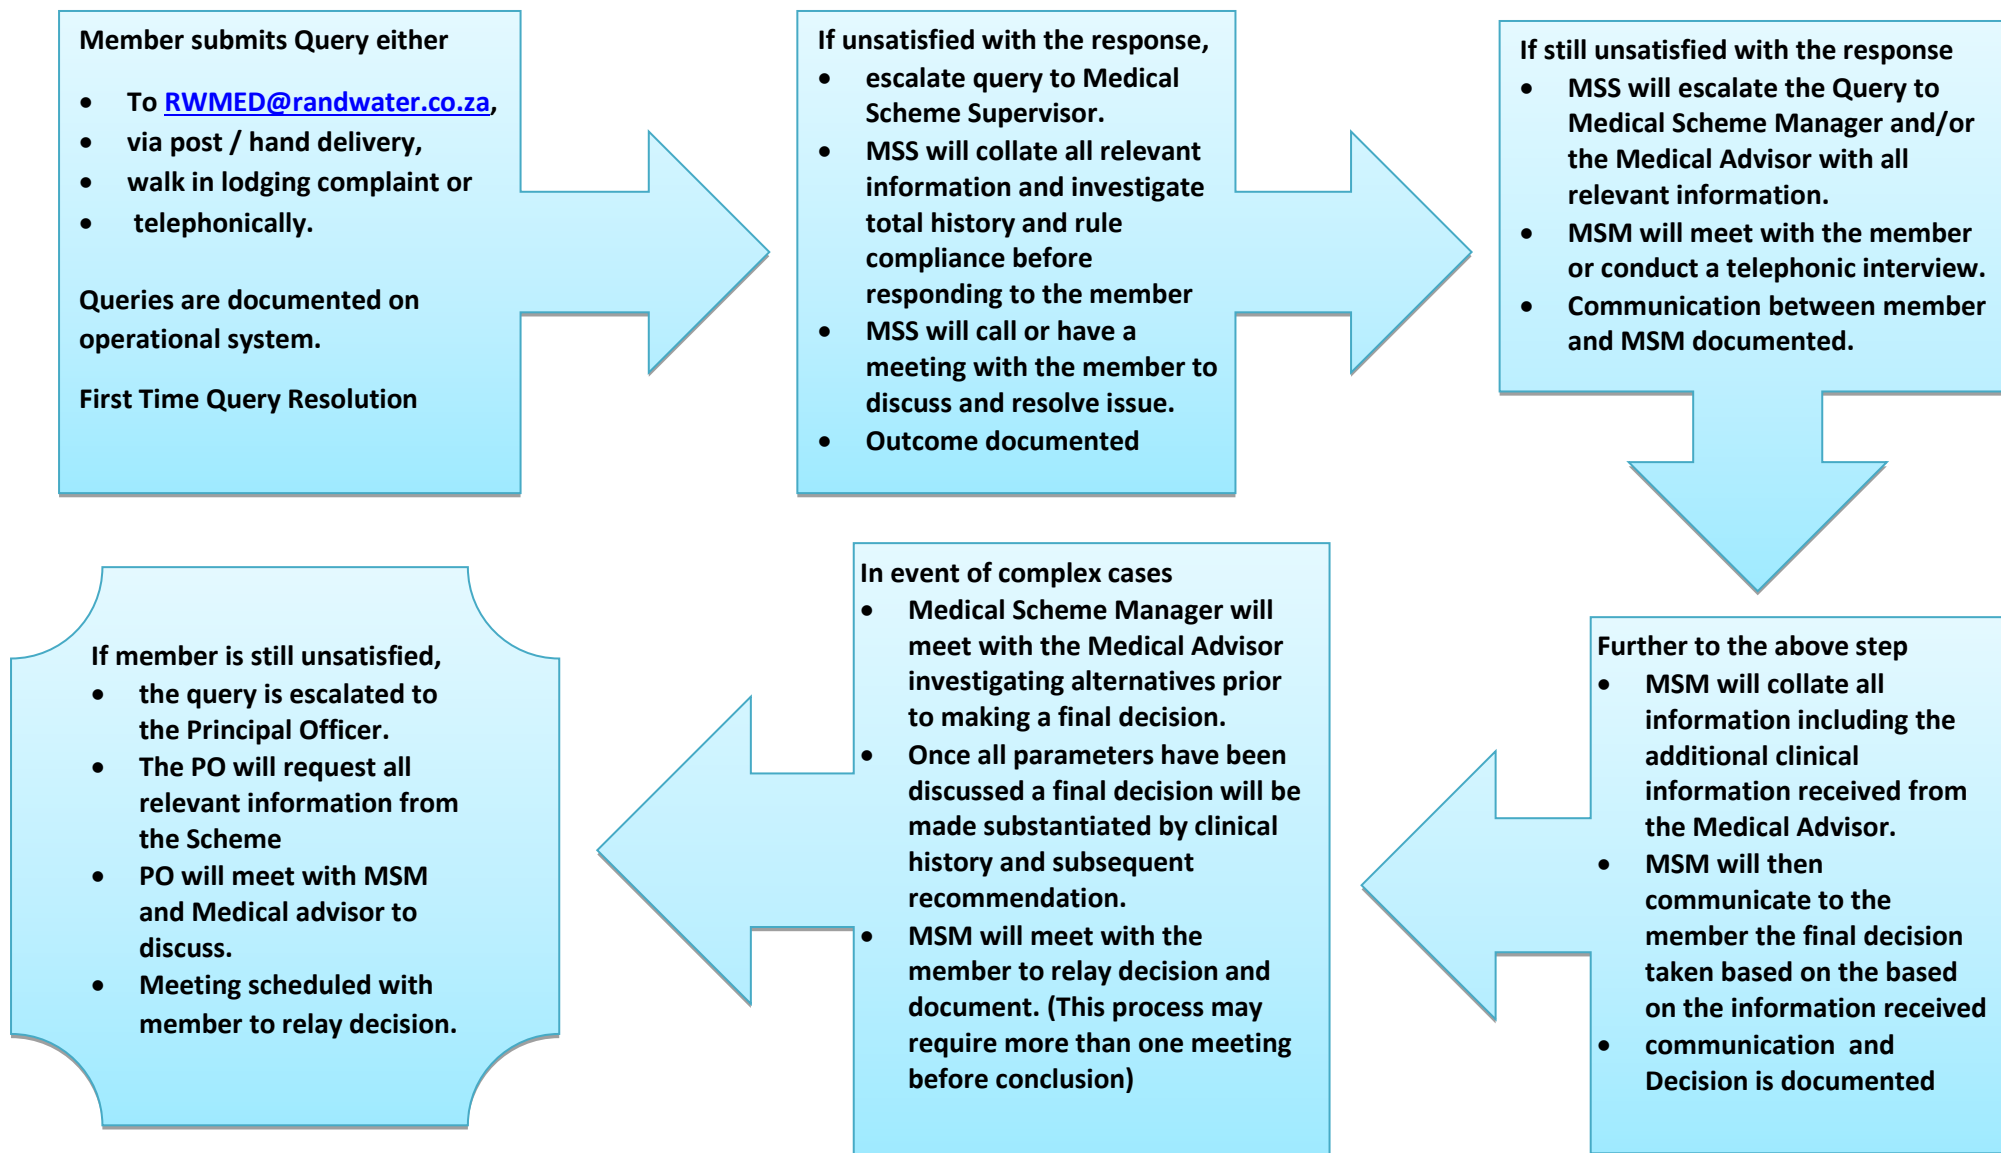 Member submits Query either
• To RWMED@randwater.co.za,
• via post / hand delivery,
• walk in lodging complaint or
• telephonically.
Queries are documented on
operational system.
First Time Query Resolution
If unsatisfied with the response,
• escalate query to Medical
Scheme Supervisor.
• MSS will collate all relevant
information and investigate
total history and rule
compliance before
responding to the member
• MSS will call or have a
meeting with the member to
discuss and resolve issue.
• Outcome documented
If still unsatisfied with the response
• MSS will escalate the Query to
Medical Scheme Manager and/or
the Medical Advisor with all
relevant information.
• MSM will meet with the member
or conduct a telephonic interview.
• Communication between member
and MSM documented.
Further to the above step
• MSM will collate all
information including the
additional clinical
information received from
the Medical Advisor.
• MSM will then
communicate to the
member the final decision
taken based on the based
on the information received
• communication and
Decision is documented
In event of complex cases
• Medical Scheme Manager will
meet with the Medical Advisor
investigating alternatives prior
to making a final decision.
• Once all parameters have been
discussed a final decision will be
made substantiated by clinical
history and subsequent
recommendation.
• MSM will meet with the
member to relay decision and
document. (This process may
require more than one meeting
before conclusion)
If member is still unsatisfied,
• the query is escalated to
the Principal Officer.
• The PO will request all
relevant information from
the Scheme
• PO will meet with MSM
and Medical advisor to
discuss.
• Meeting scheduled with
member to relay decision.